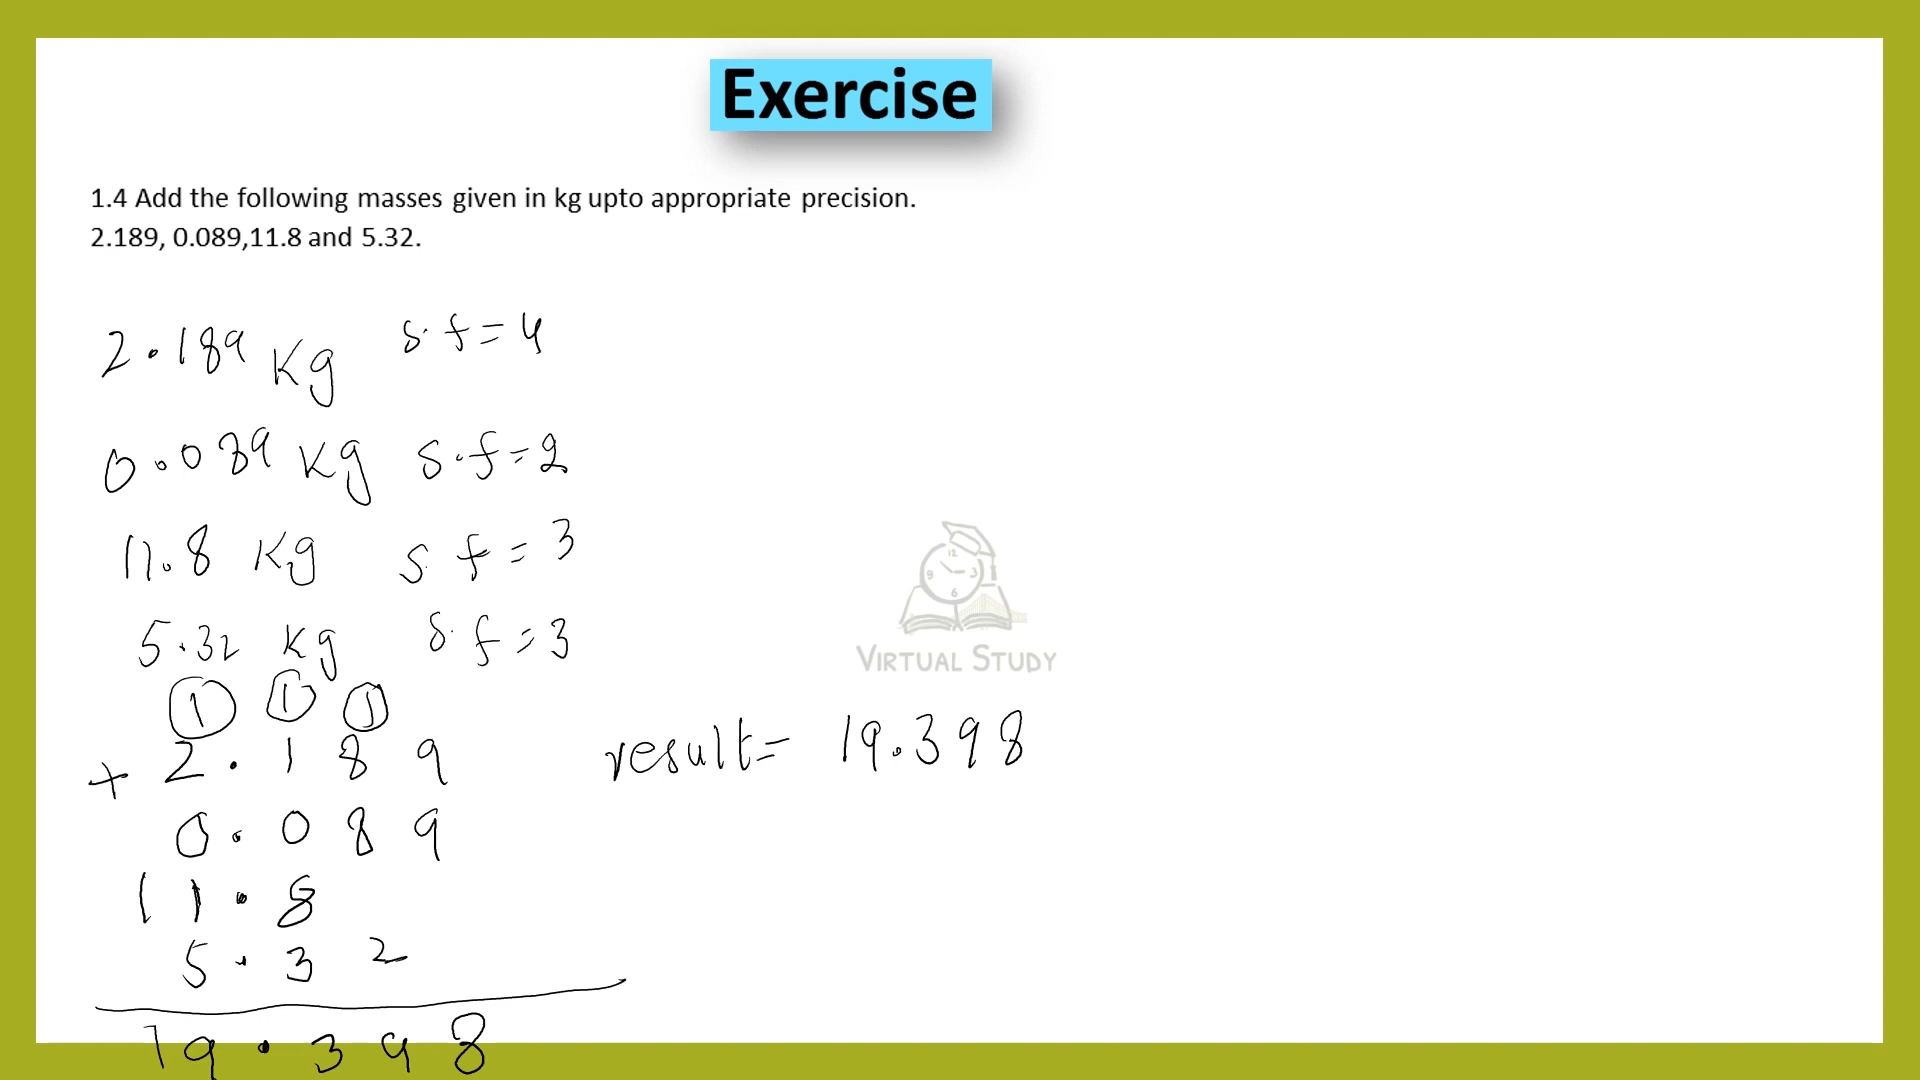 Exercise
1.4 Add the following masses given in kg upto appropriate precision.
2.189, 0.089,11.8 and 5.32.
2.189 Kg s.f=4
0.089 Kg s.f=2
11.8 Kg s f=3
5.32 Kg s.f=3
VIRTUAL STUDY
1 1 1
+ 2.189
0.089
11.8
5.32
19.398
result= 19.398